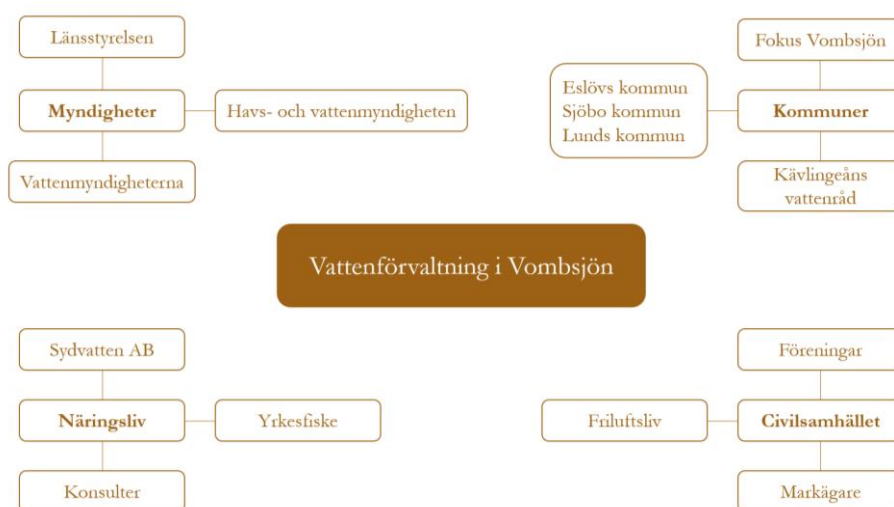 Länsstyrelsen
Myndigheter
Havs- och vattenmyndigheten
Vattenmyndigheterna
Fokus Vombsjön
Eslövs kommun
Sjöbo kommun
Lunds kommun
Kommuner
Kävlingeåns
vattenråd
Vattenförvaltning i Vombsjön
Sydvatten AB
Näringsliv
Yrkesfiske
Konsulter
Föreningar
Friluftsliv
Civilsamhället
Markägare